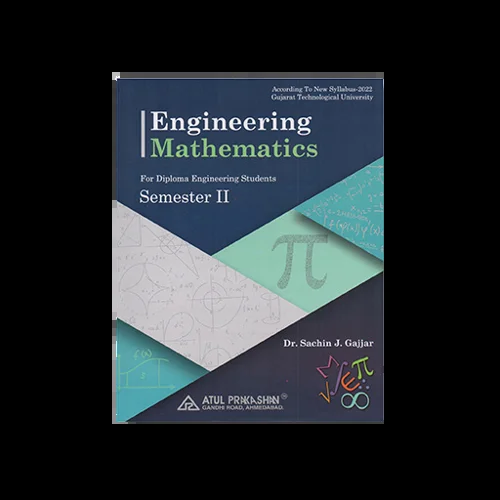 According To New Syllabus-2022
Gujarat Technological University
Engineering
Mathematics
For Diploma Engineering Students
Semester II
π
Dr. Sachin J. Gajjar
ATUL PRAKASHAN
GANDHI ROAD, AHMEDABAD.